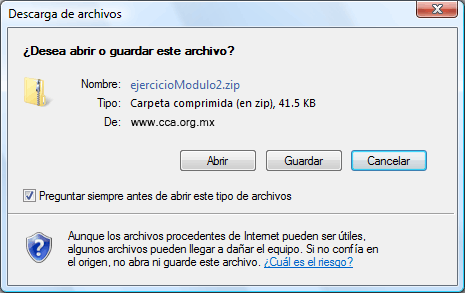 Descarga de archivos
¿Desea abrir o guardar este archivo?
Nombre: ejercicioModulo2.zip
Tipo: Carpeta comprimida (en zip), 41.5 KB
De: www.cca.org.mx
Abrir Guardar Cancelar
Preguntar siempre antes de abrir este tipo de archivos
Aunque los archivos procedentes de Internet pueden ser útiles,
algunos archivos pueden llegar a dañar el equipo. Si no confía en
el origen, no abra ni guarde este archivo. ¿Cuál es el riesgo?